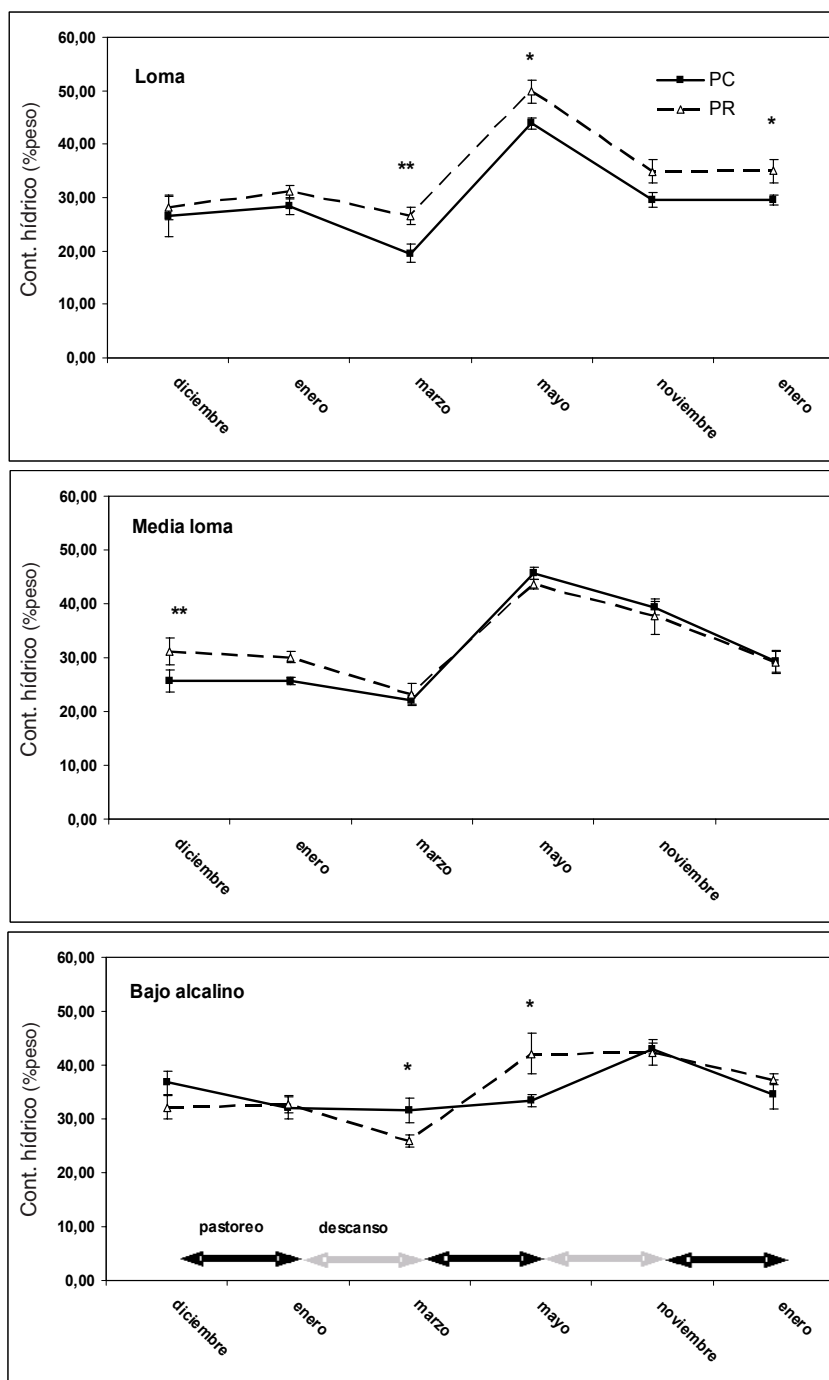 Loma
PC
PR
*
*
**
Cont. hídrico (%peso)
60,00
50,00
40,00
30,00
20,00
10,00
0,00
diciembre
enero
marzo
mayo
noviembre
enero
Media loma
**
Cont. hídrico (%peso)
60,00
50,00
40,00
30,00
20,00
10,00
0,00
diciembre
enero
marzo
mayo
noviembre
Bajo alcalino
*
*
Cont. hídrico (%peso)
60,00
50,00
40,00
30,00
20,00
10,00
0,00
pastoreo
descanso
diciembre
enero
marzo
mayo
noviembre
enero